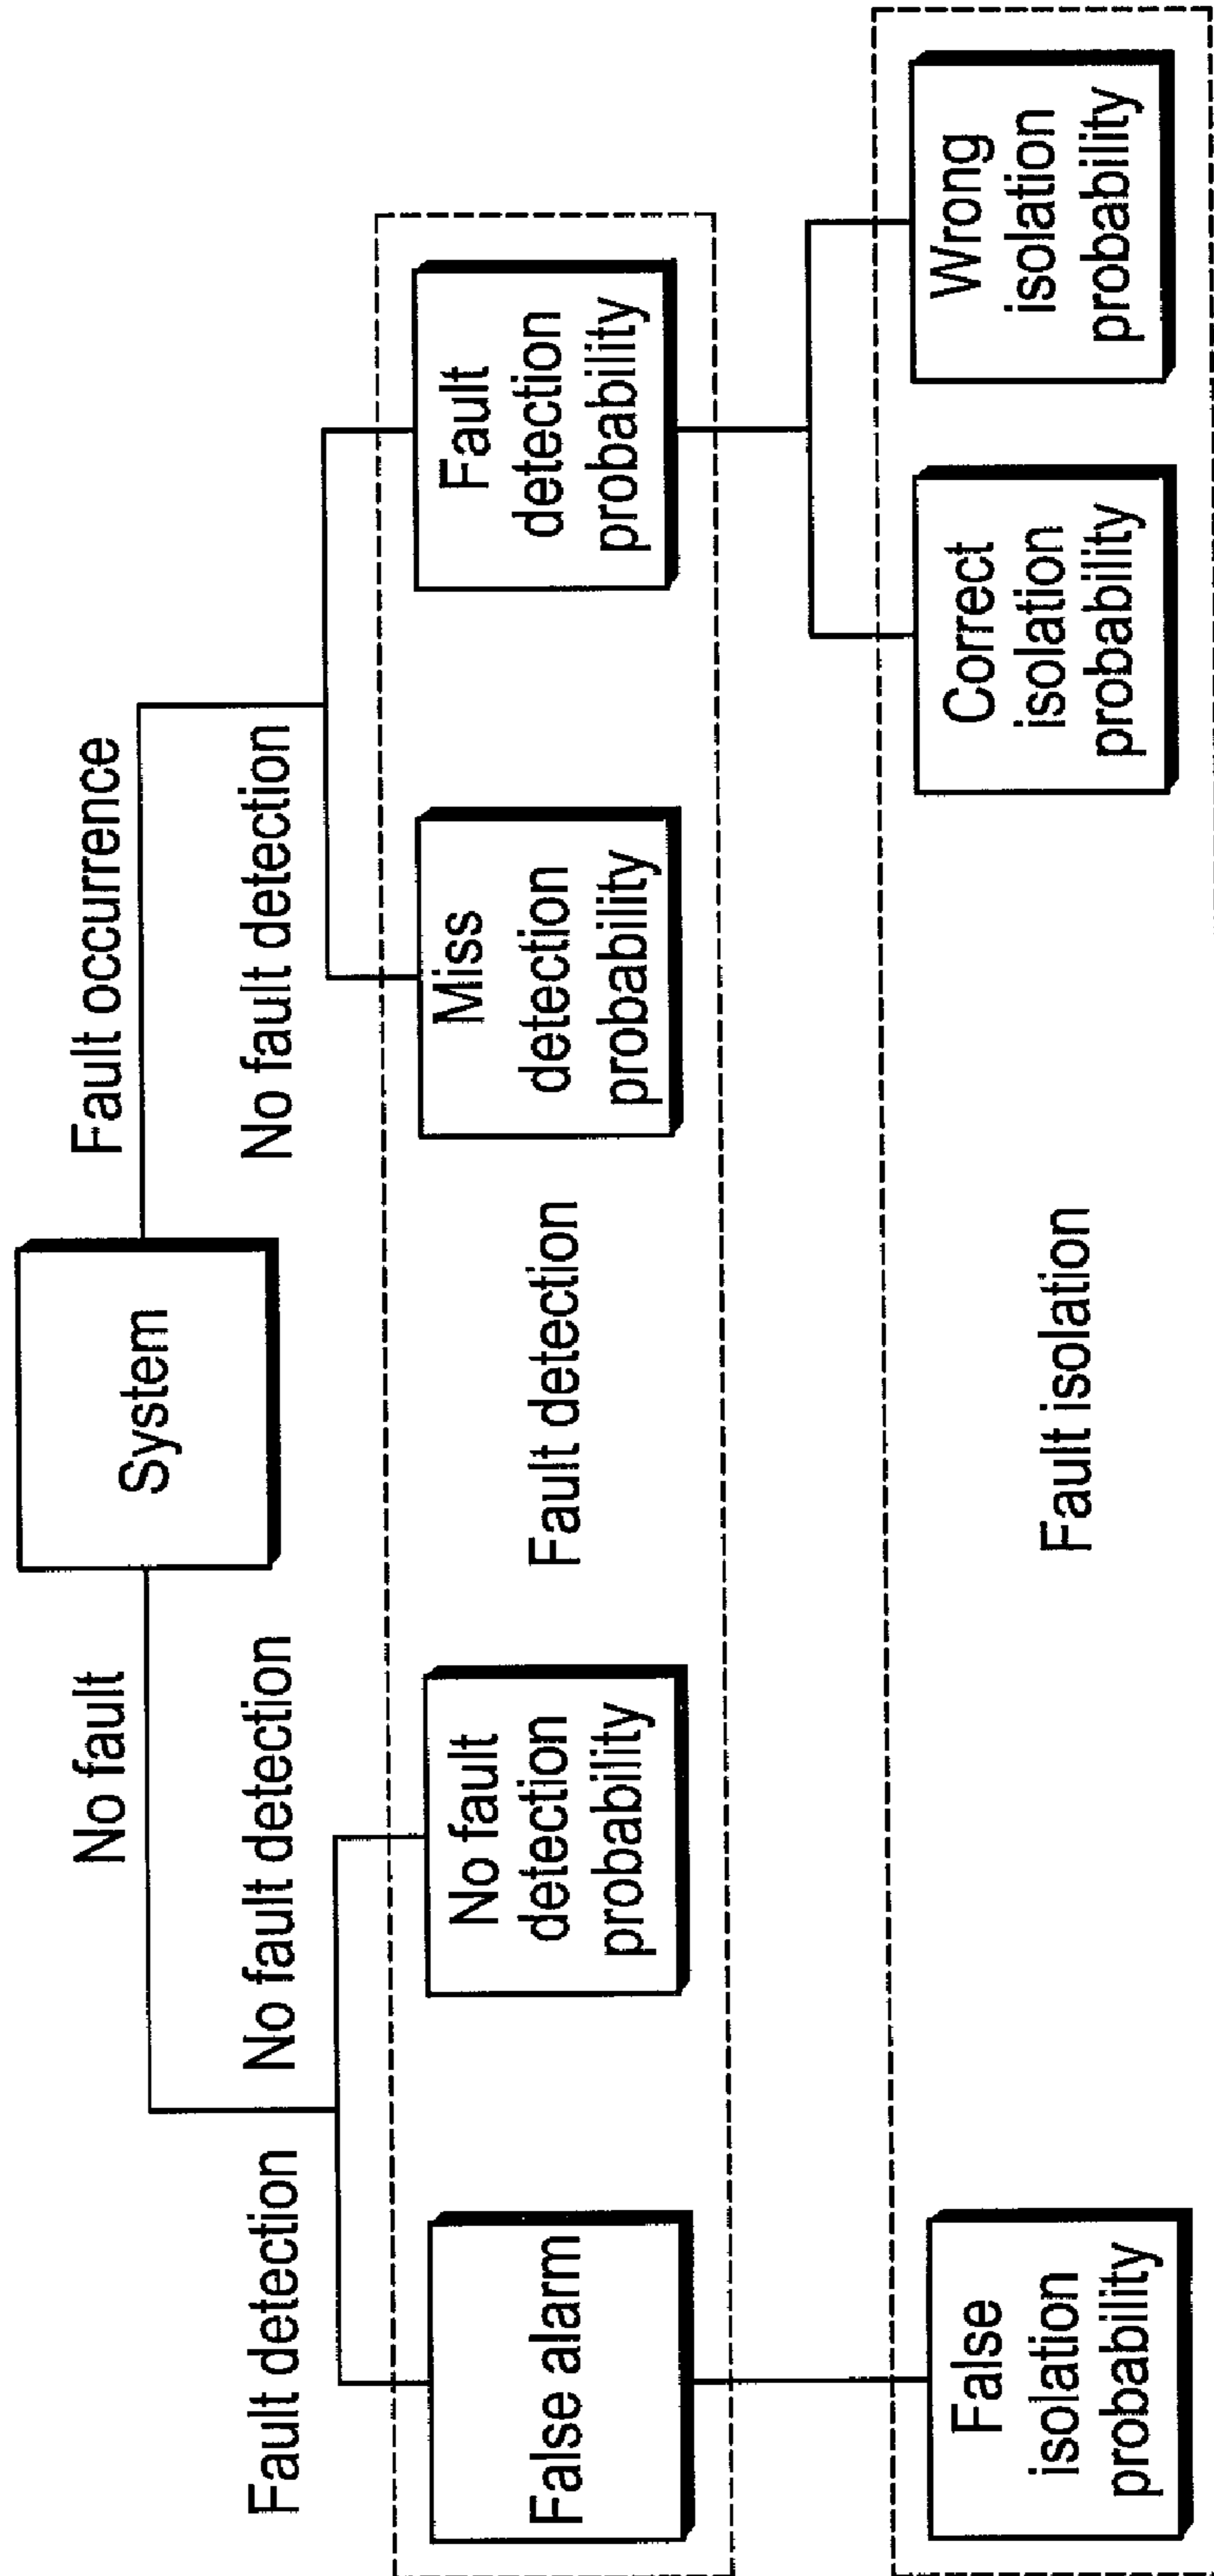 System
No fault
Fault occurrence
Fault detection
No fault detection
No fault detection
False alarm
No fault
detection
probability
Fault detection
Miss
detection
probability
Fault
detection
probability
False
isolation
probability
Fault isolation
Correct
isolation
probability
Wrong
isolation
probability